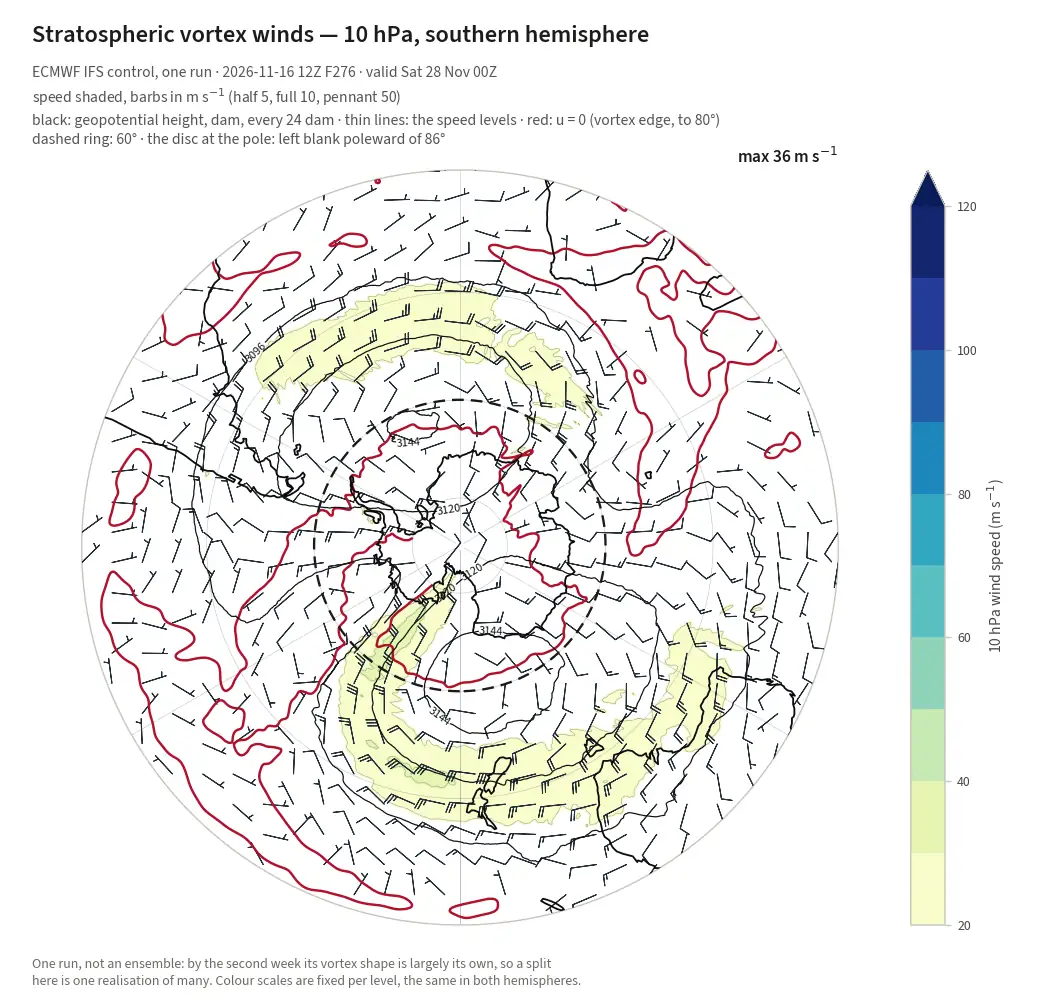 Stratospheric vortex winds — 10 hPa, southern hemisphere
ECMWF IFS control, one run · 2026-11-16 12Z F276 · valid Sat 28 Nov 00Z
speed shaded, barbs in m s⁻¹ (half 5, full 10, pennant 50)
black: geopotential height, dam, every 24 dam · thin lines: the speed levels · red: u = 0 (vortex edge, to 80°)
dashed ring: 60° · the disc at the pole: left blank poleward of 86°
max 36 m s⁻¹
120
100
80
60
40
20
10 hPa wind speed (m s⁻¹)
3096
3144
3120
3120
3144
3144
One run, not an ensemble: by the second week its vortex shape is largely its own, so a split
here is one realisation of many. Colour scales are fixed per level, the same in both hemispheres.